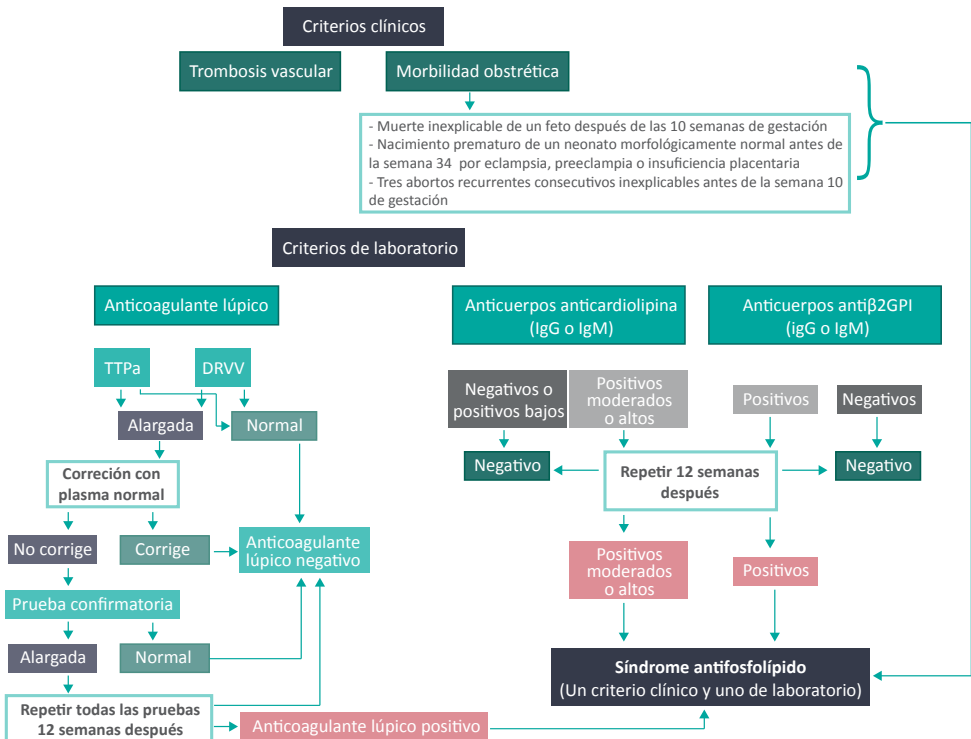 Criterios clínicos
Trombosis vascular
Morbilidad obstrética
- Muerte inexplicable de un feto después de las 10 semanas de gestación
- Nacimiento prematuro de un neonato morfológicamente normal antes de
la semana 34 por eclampsia, preeclampia o insuficiencia placentaria
- Tres abortos recurrentes consecutivos inexplicables antes de la semana 10
de gestación
Criterios de laboratorio
Anticoagulante lúpico
TTPa
DRVV
Alargada
Normal
Correción con
plasma normal
No corrige
Corrige
Anticoagulante
lúpico negativo
Prueba confirmatoria
Alargada
Normal
Repetir todas las pruebas
12 semanas después
Anticoagulante lúpico positivo
Anticuerpos anticardiolipina
(IgG o IgM)
Negativos o
positivos bajos
Positivos
moderados
o altos
Negativo
Repetir 12 semanas
después
Positivos
moderados
o altos
Anticuerpos antiβ2GPI
(igG o IgM)
Positivos
Negativos
Negativo
Positivos
Síndrome antifosfolípido
(Un criterio clínico y uno de laboratorio)